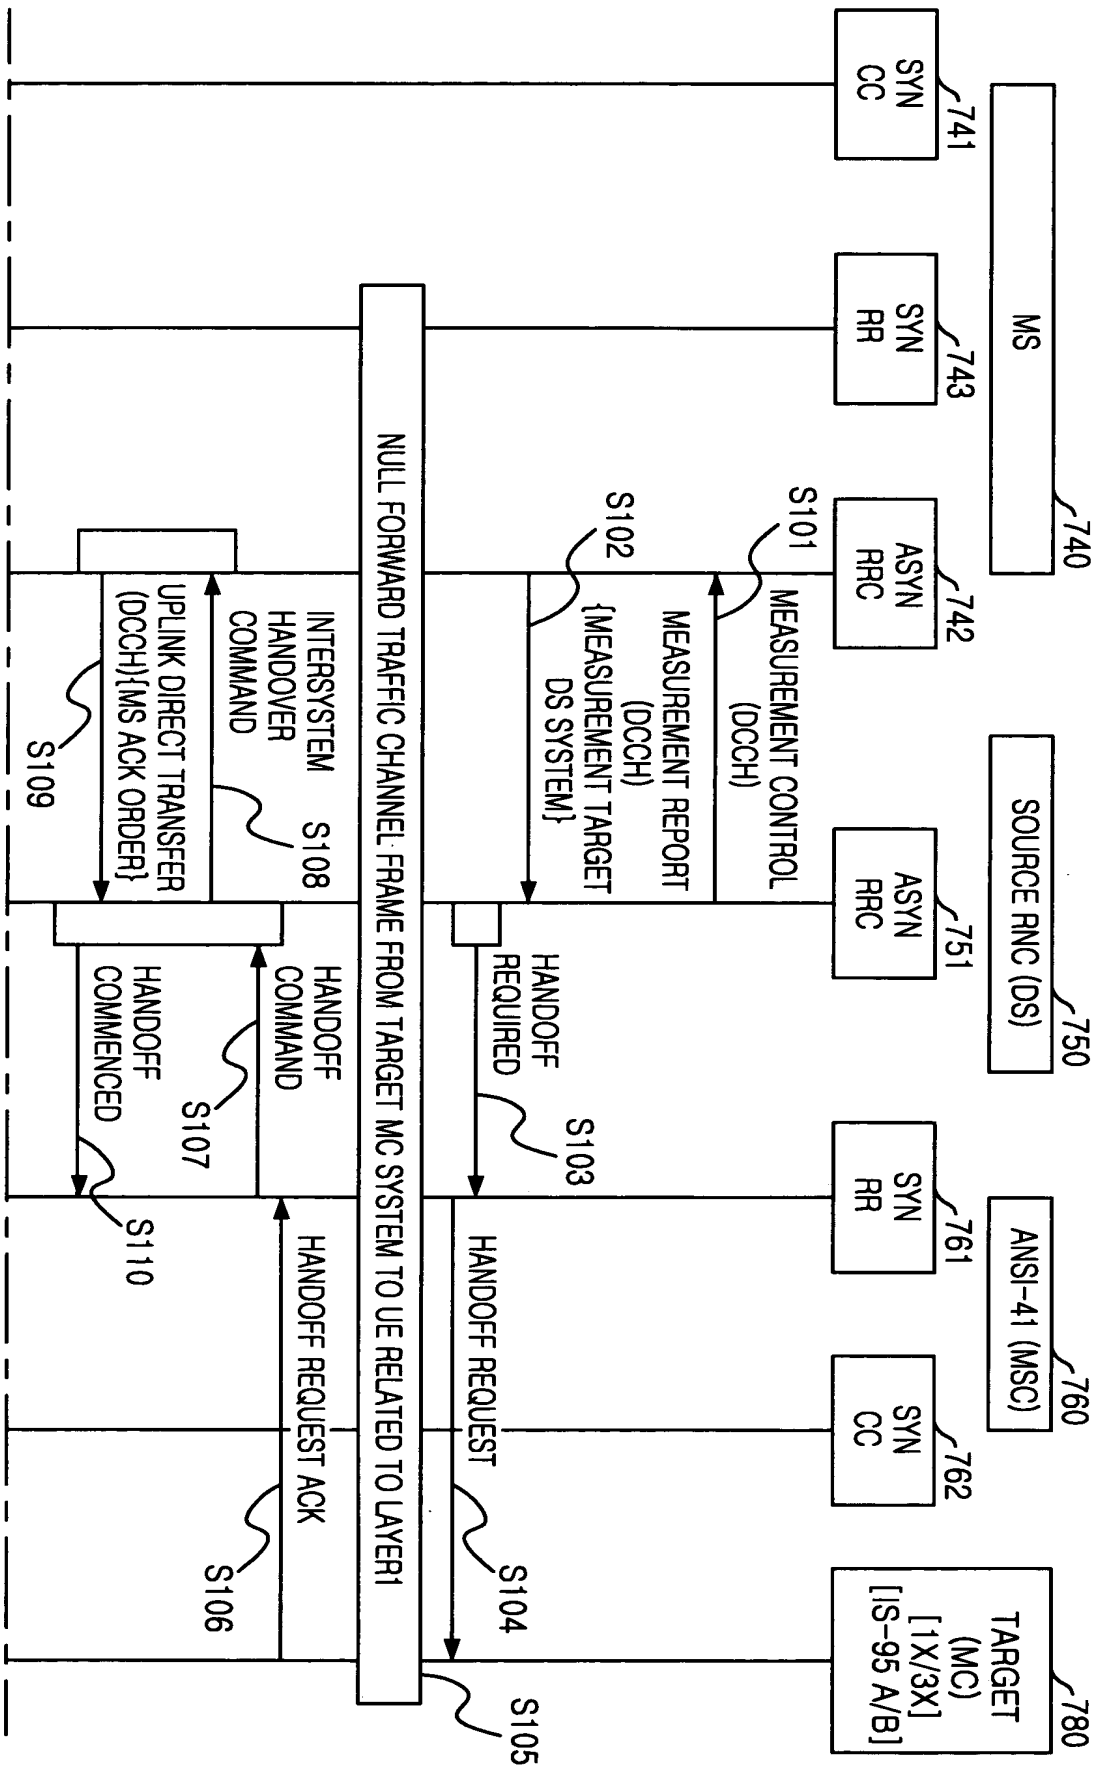 MS
740
SOURCE RNC (DS)
750
ANSI-41 (MSC)
760
TARGET
(MC)
[1X/3X]
[IS-95 A/B]
780
SYN
CC
741
SYN
RR
743
ASYN
RRC
742
ASYN
RRC
751
SYN
RR
761
SYN
CC
762
S101
MEASUREMENT CONTROL
(DCCH)
S102
MEASUREMENT REPORT
(DCCH)
{MEASUREMENT TARGET
DS SYSTEM}
HANDOFF
REQUIRED
S103
HANDOFF REQUEST
S104
NULL FORWARD TRAFFIC CHANNEL FRAME FROM TARGET MC SYSTEM TO UE RELATED TO LAYER1
S105
HANDOFF REQUEST ACK
S106
HANDOFF
COMMAND
S107
INTERSYSTEM
HANDOVER
COMMAND
S108
UPLINK DIRECT TRANSFER
(DCCH){MS ACK ORDER}
S109
HANDOFF
COMMENCED
S110